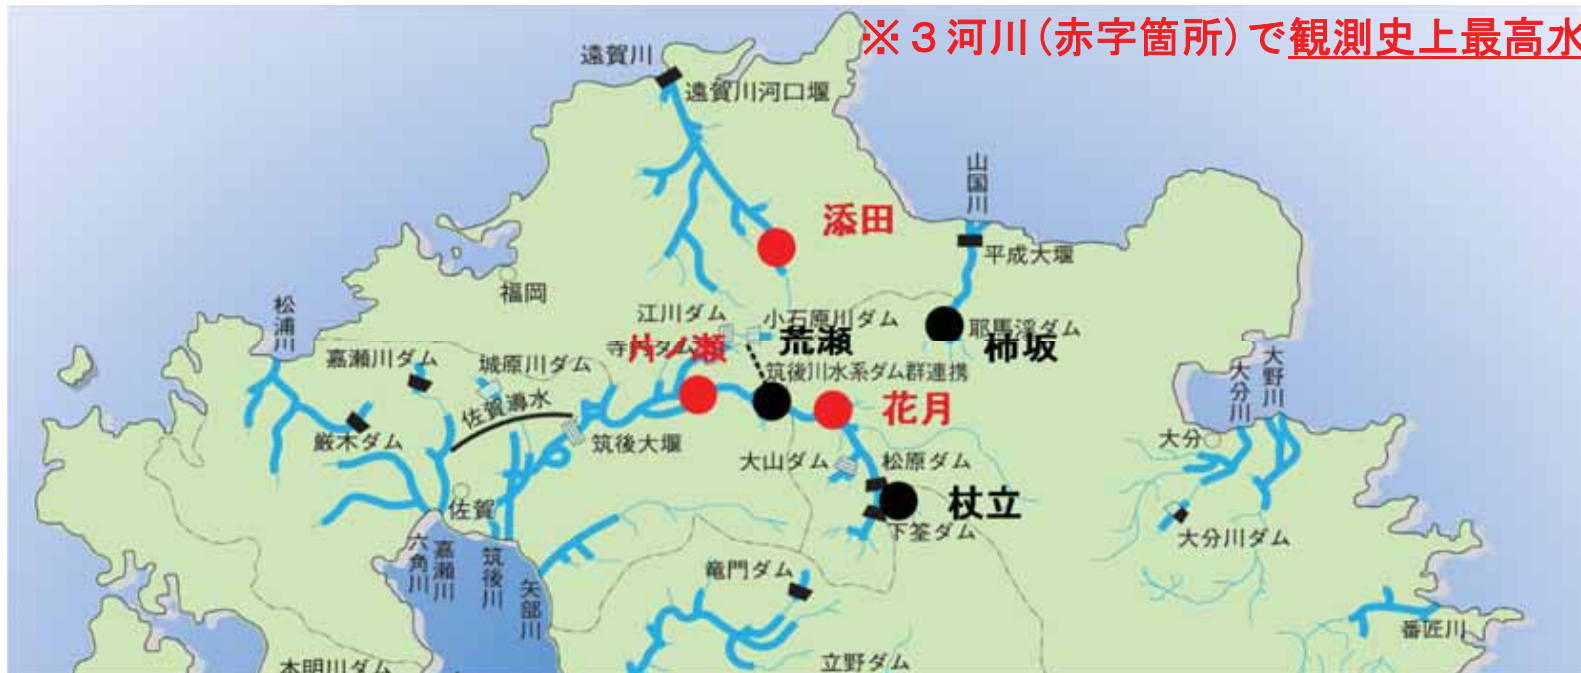 ※３河川（赤字箇所）で観測史上最高水
遠賀川
遠賀川河口堰
山国川
添田
平成大堰
福岡
松浦川
江川ダム
小石原川ダム
耶馬渓ダム
荒瀬
柿坂
片ノ瀬
嘉瀬川ダム
城原川ダム
筑後川水系ダム群連携
大分川
大野川
佐賀導水
花月
厳木ダム
筑後大堰
大分
大山ダム
松原ダム
佐賀
杖立
下筌ダム
大分川ダム
六角川
嘉瀬川
筑後川
矢部川
竜門ダム
番匠川
立野ダム
本明川ダム